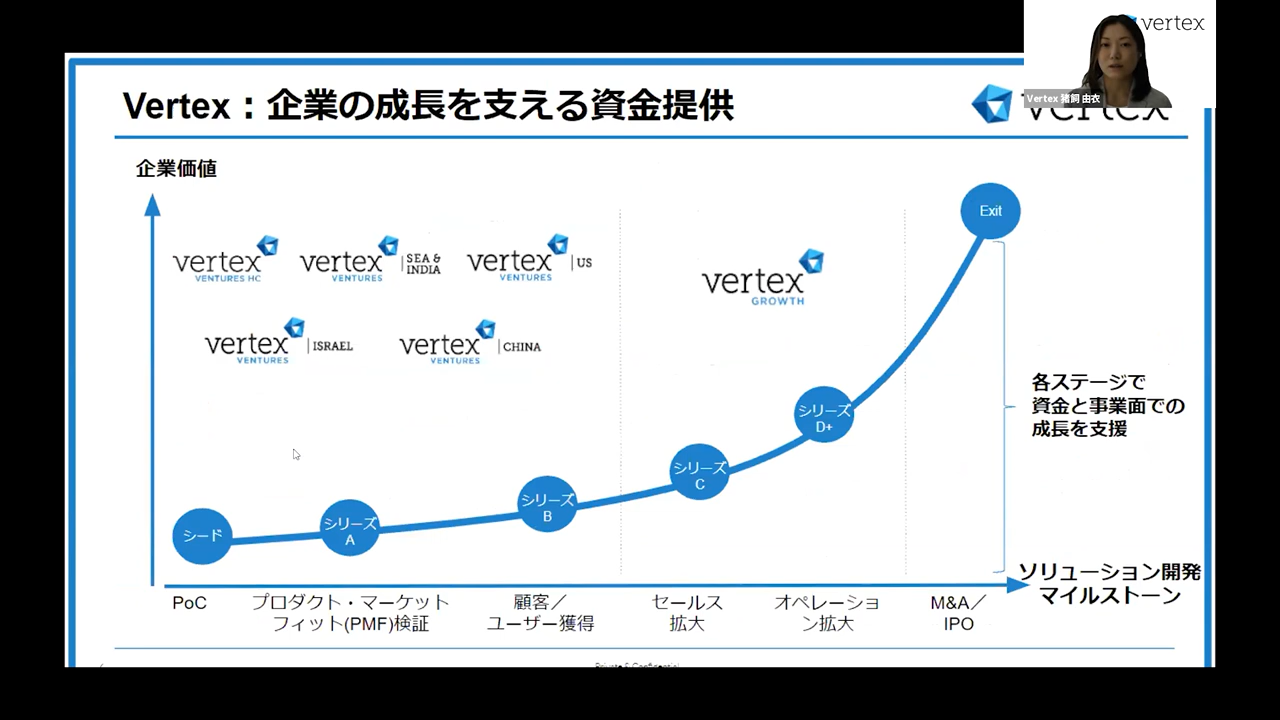 vertex
Vertex 猪飼 由衣
Vertex：企業の成長を支える資金提供
vertex
企業価値
Exit
vertex
VENTURES HC
vertex
VENTURES
SEA &
INDIA
vertex
VENTURES
US
vertex
GROWTH
vertex
VENTURES
ISRAEL
vertex
VENTURES
CHINA
各ステージで
資金と事業面での
成長を支援
シリーズ
D+
シリーズ
C
シリーズ
B
シリーズ
A
シード
ソリューション開発
マイルストーン
PoC
プロダクト・マーケット
フィット(PMF)検証
顧客／
ユーザー獲得
セールス
拡大
オペレーショ
ン拡大
M&A／
IPO
Private & Confidential